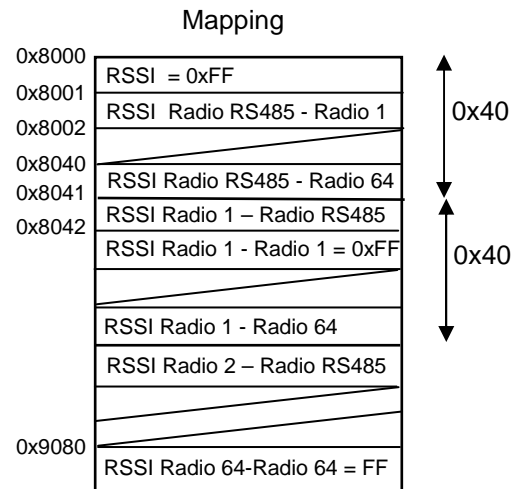 Mapping
0x8000
RSSI = 0xFF
0x8001
RSSI Radio RS485 - Radio 1
0x40
0x8002
0x8040
RSSI Radio RS485 - Radio 64
0x8041
RSSI Radio 1 – Radio RS485
0x8042
RSSI Radio 1 - Radio 1 = 0xFF
0x40
RSSI Radio 1 - Radio 64
RSSI Radio 2 – Radio RS485
0x9080
RSSI Radio 64-Radio 64 = FF